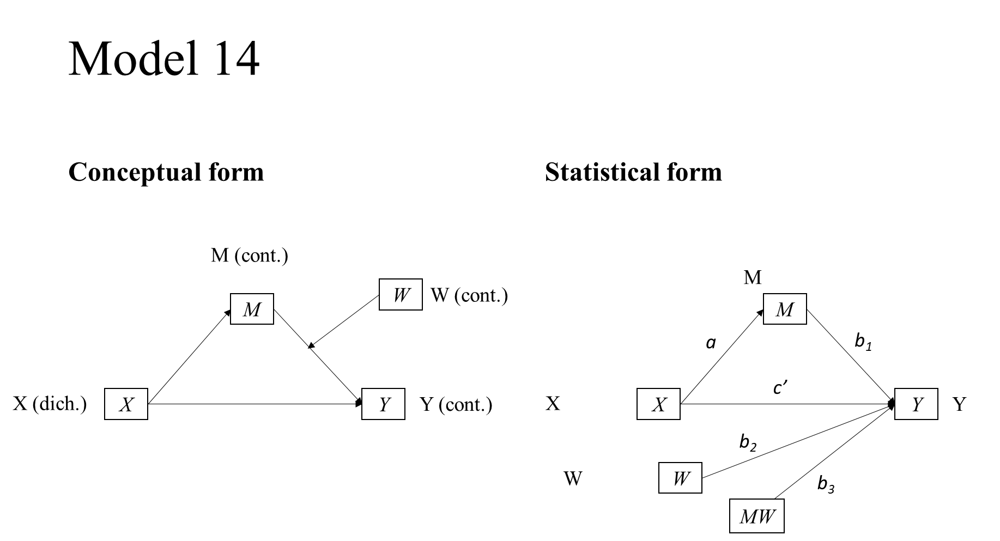 Model 14
Conceptual form
Statistical form
M (cont.)
W
W (cont.)
M
X (dich.)
X
Y
Y (cont.)
M
M
a
b1
c’
X
X
Y
Y
b2
W
W
b3
MW